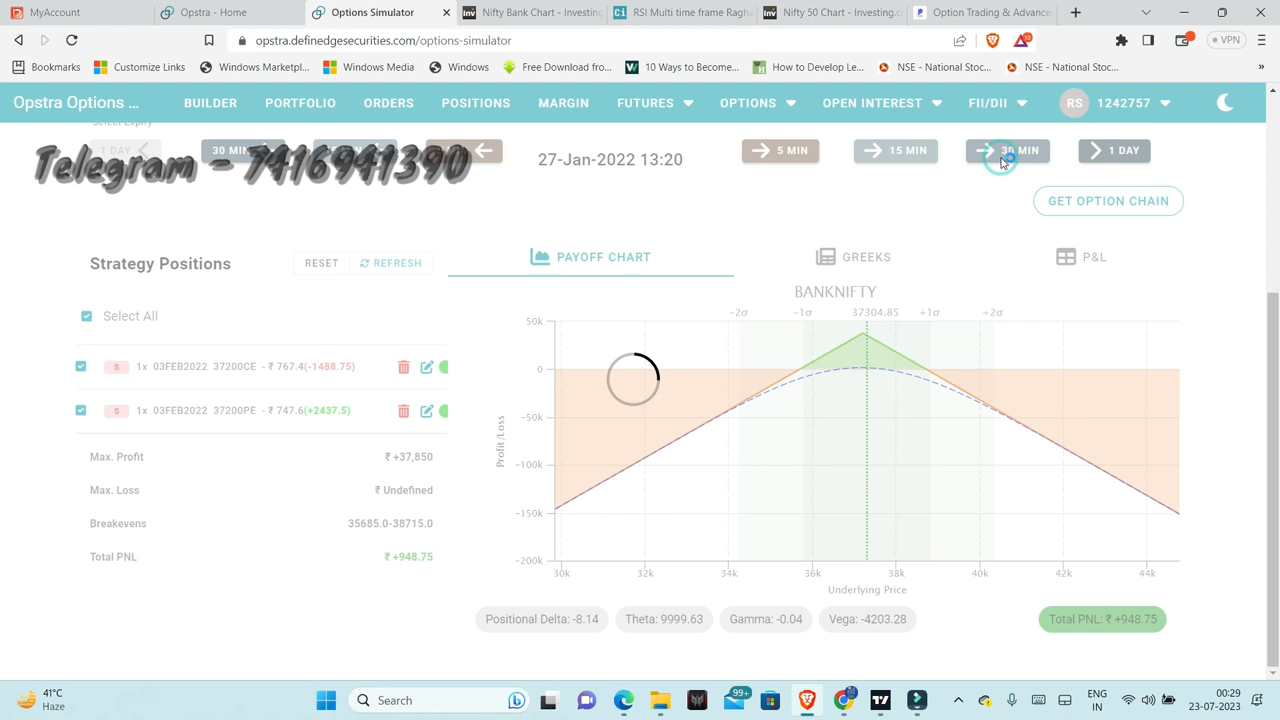 MyAccount
Opstra - Home
Options Simulator
Nifty Bank Chart - Investing
RSI Multi time frame Ragh
Nifty 50 Chart - Investing.c
Option Trading & Advance
opstra.definedgesecurities.com/options-simulator
10
VPN
Bookmarks
Customize Links
Windows Marketpl...
Windows Media
Windows
Free Download fro...
10 Ways to Become...
How to Develop Le...
NSE - National Stoc...
NSE - National Stoc...
»
Opstra Options ...
BUILDER
PORTFOLIO
ORDERS
POSITIONS
MARGIN
FUTURES
OPTIONS
OPEN INTEREST
FII/DII
RS
1242757
Select Expiry
1 DAY
30 MIN
27-Jan-2022 13:20
5 MIN
15 MIN
30 MIN
1 DAY
Telegram - 7416941390
GET OPTION CHAIN
Strategy Positions
RESET
REFRESH
PAYOFF CHART
GREEKS
P&L
Select All
S 1x 03FEB2022 37200CE - ₹ 767.4(-1488.75)
S 1x 03FEB2022 37200PE - ₹ 747.6(+2437.5)
Max. Profit ₹ +37,850
Max. Loss ₹ Undefined
Breakevens 35685.0-38715.0
Total PNL ₹ +948.75
BANKNIFTY
-2σ -1σ 37304.85 +1σ +2σ
50k
0
-50k
-100k
-150k
-200k
Profit/Loss
30k 32k 34k 36k 38k 40k 42k 44k
Underlying Price
Positional Delta: -8.14
Theta: 9999.63
Gamma: -0.04
Vega: -4203.28
Total PNL: ₹ +948.75
41°C
Haze
Search
99+
ENG
IN
00:29
23-07-2023